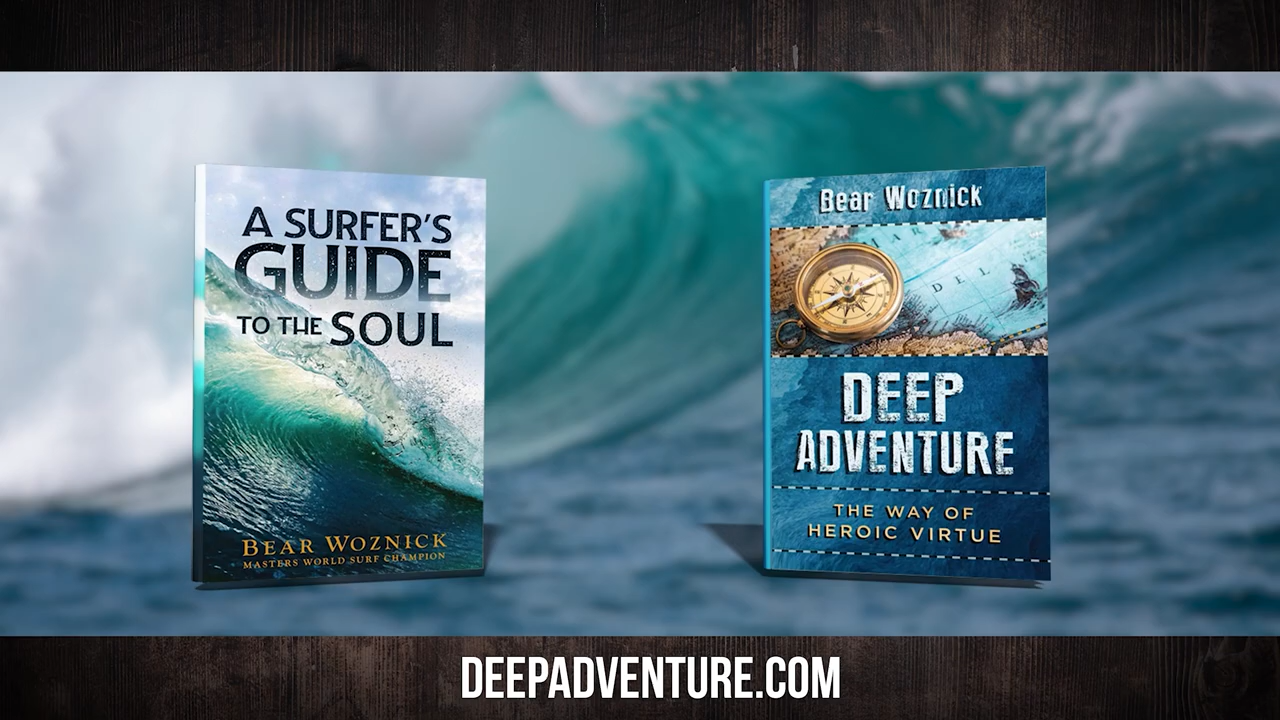 A SURFER'S
GUIDE
TO THE SOUL
BEAR WOZNICK
MASTERS WORLD SURF CHAMPION
Bear Woznick
DEL
DEEP
ADVENTURE
THE WAY OF
HEROIC VIRTUE
DEEPADVENTURE.COM